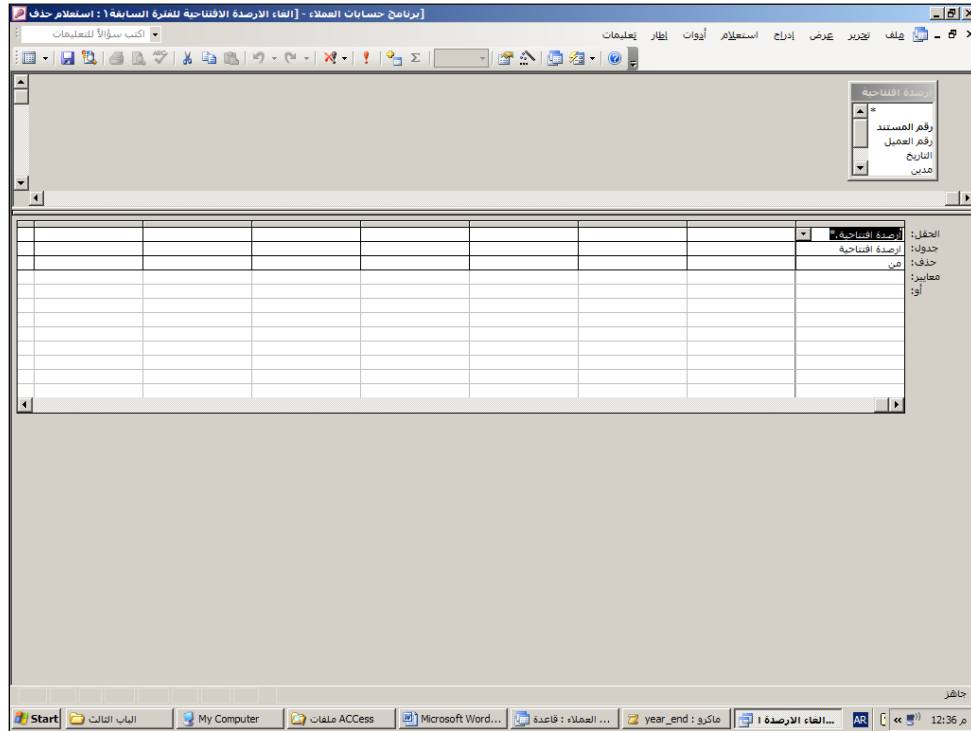 [برنامج حسابات العملاء - [الغاء الارصدة الافتتاحية للفترة السابقة١ : استعلام حذف
ملف تحرير عرض إدراج استعلام أدوات إطار تعليمات
اكتب سؤالاً للتعليمات
ارصدة افتتاحية
*
رقم المستند
رقم العميل
التاريخ
مدين
الحقل: ارصدة افتتاحية.*
جدول: ارصدة افتتاحية
حذف: من
معايير:
أو:
جاهز
Start
الباب الثالث
My Computer
ملفات ACCess
Microsoft Word...
... العملاء : قاعدة
year_end : ماكرو
...الغاء الارصدة ا
AR
12:36 م